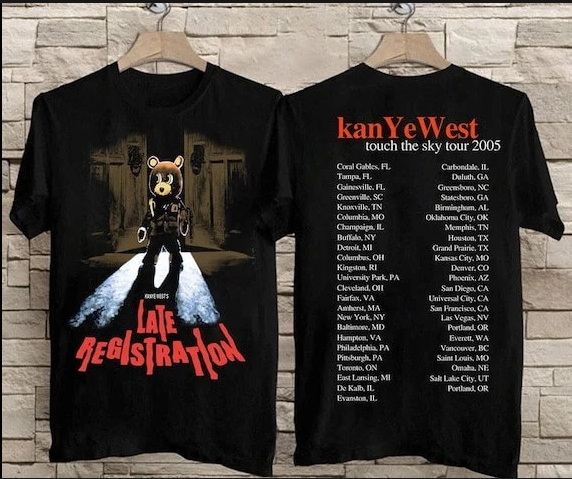 KANYE WEST'S
LATE
REGISTRATION
kanYeWest
touch the sky tour 2005
Coral Gables, FL
Tampa, FL
Gainesville, FL
Greenville, SC
Knoxville, TN
Columbia, MO
Champaign, IL
Buffalo, NY
Detroit, MI
Columbus, OH
Kingston, RI
University Park, PA
Cleveland, OH
Fairfax, VA
Amherst, MA
New York, NY
Baltimore, MD
Hampton, VA
Philadelphia, PA
Pittsburgh, PA
Toronto, ON
East Lansing, MI
De Kalb, IL
Evanston, IL
Carbondale, IL
Duluth, GA
Greensboro, NC
Statesboro, GA
Birmingham, AL
Oklahoma City, OK
Memphis, TN
Houston, TX
Grand Prairie, TX
Kansas City, MO
Denver, CO
Phoenix, AZ
San Diego, CA
Universal City, CA
San Francisco, CA
Las Vegas, NV
Portland, OR
Everett, WA
Vancouver, BC
Saint Louis, MO
Omaha, NE
Salt Lake City, UT
Portland, OR